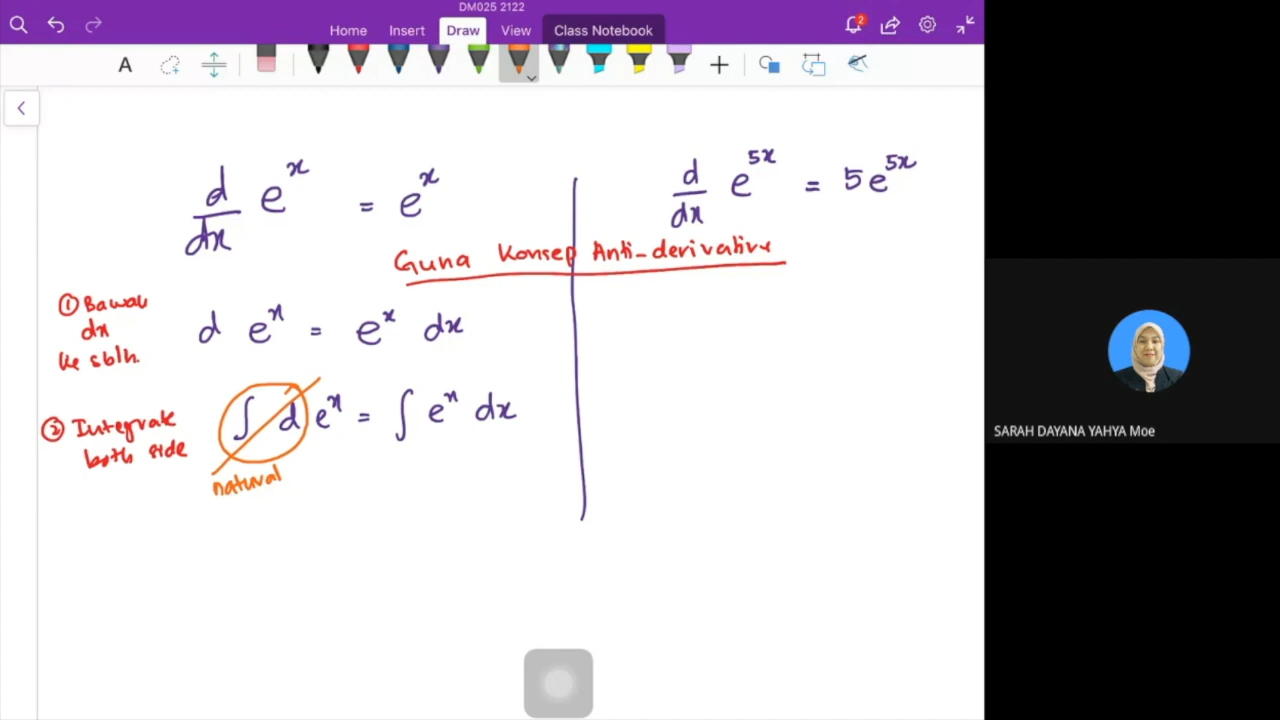 DM025 2122
Home Insert Draw View Class Notebook
2
A
d/dx e^x = e^x
d/dx e^5x = 5e^5x
Guna Konsep Anti-derivative
① Bawa
dx
ke sblh.
d e^x = e^x dx
② Integrate
both side
∫ d e^x = ∫ e^x dx
natural
SARAH DAYANA YAHYA Moe